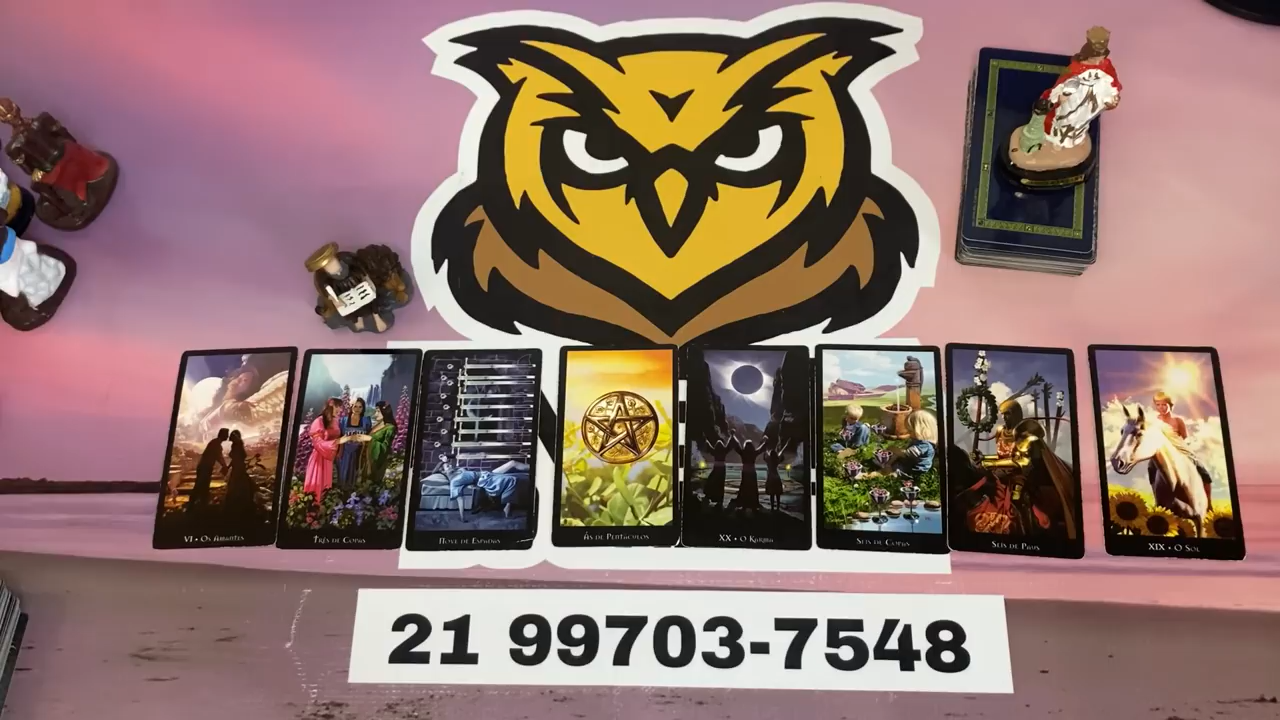 VI • Os Amantes
Três de Copas
Nove de Espadas
Ás de Pentáculos
XX • O Karma
Seis de Copas
Seis de Paus
XIX • O Sol
21 99703-7548